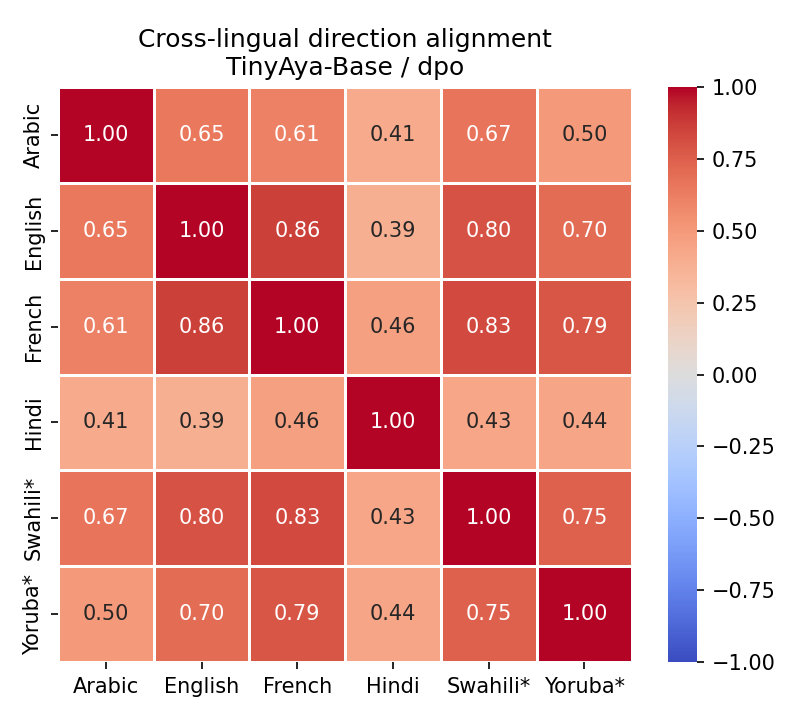 Cross-lingual direction alignment
TinyAya-Base / dpo
Arabic 1.00 0.65 0.61 0.41 0.67 0.50
English 0.65 1.00 0.86 0.39 0.80 0.70
French 0.61 0.86 1.00 0.46 0.83 0.79
Hindi 0.41 0.39 0.46 1.00 0.43 0.44
Swahili* 0.67 0.80 0.83 0.43 1.00 0.75
Yoruba* 0.50 0.70 0.79 0.44 0.75 1.00
Arabic English French Hindi Swahili* Yoruba*
1.00
0.75
0.50
0.25
0.00
−0.25
−0.50
−0.75
−1.00